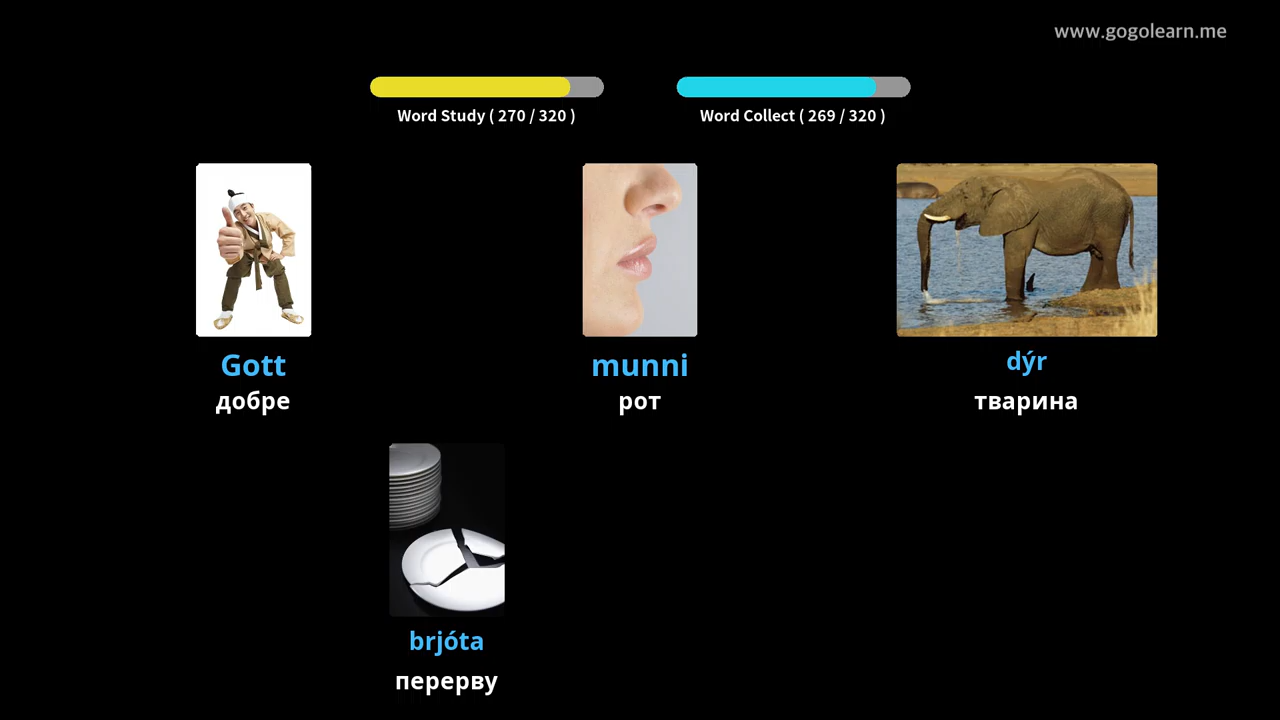 www.gogolearn.me
Word Study ( 270 / 320 )
Word Collect ( 269 / 320 )
Gott
добре
munni
рот
dýr
тварина
brjóta
перерву